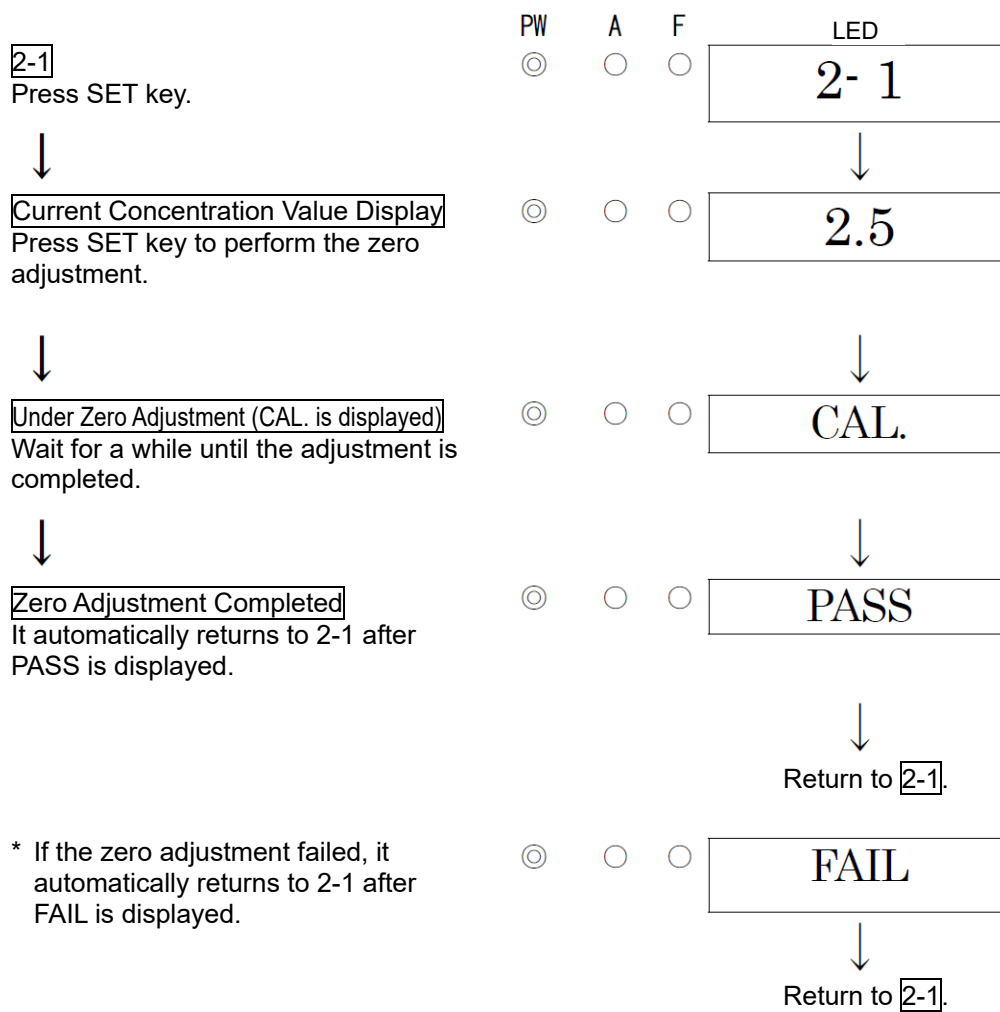 PW A F LED
2-1
Press SET key.
2- 1
Current Concentration Value Display
Press SET key to perform the zero
adjustment.
2.5
Under Zero Adjustment (CAL. is displayed)
Wait for a while until the adjustment is
completed.
CAL.
Zero Adjustment Completed
It automatically returns to 2-1 after
PASS is displayed.
PASS
Return to 2-1.
* If the zero adjustment failed, it
automatically returns to 2-1 after
FAIL is displayed.
FAIL
Return to 2-1.